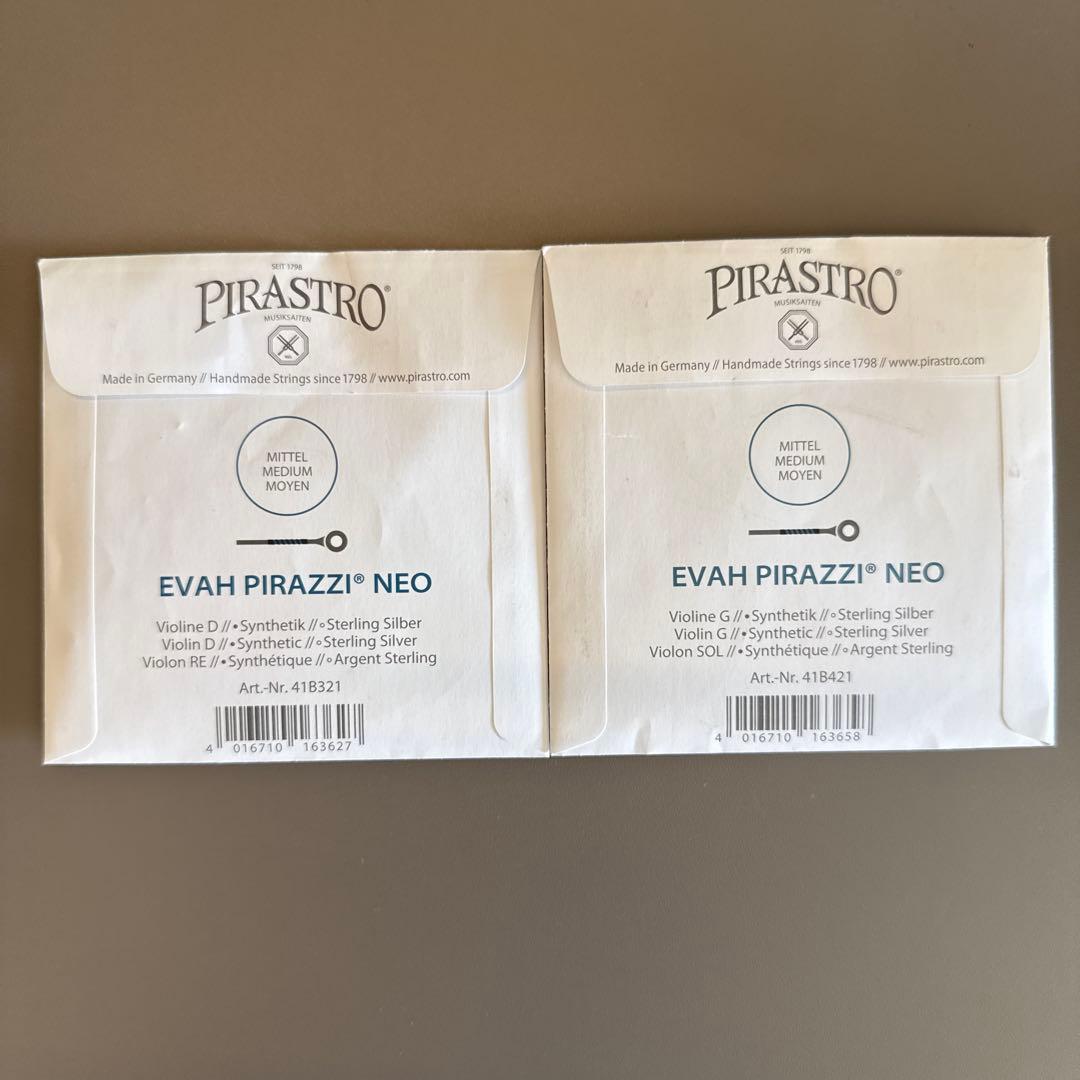 SEIT 1798
PIRASTRO®
MUSIKSAITEN
Made in Germany // Handmade Strings since 1798 // www.pirastro.com
MITTEL
MEDIUM
MOYEN
EVAH PIRAZZI® NEO
Violine D //•Synthetik //∘Sterling Silber
Violin D //•Synthetic //∘Sterling Silver
Violon RE //•Synthétique //∘Argent Sterling
Art.-Nr. 41B321
4 016710 163627
SEIT 1798
PIRASTRO®
MUSIKSAITEN
Made in Germany // Handmade Strings since 1798 // www.pirastro.com
MITTEL
MEDIUM
MOYEN
EVAH PIRAZZI® NEO
Violine G //•Synthetik //∘Sterling Silber
Violin G //•Synthetic //∘Sterling Silver
Violon SOL //•Synthétique //∘Argent Sterling
Art.-Nr. 41B421
4 016710 163658